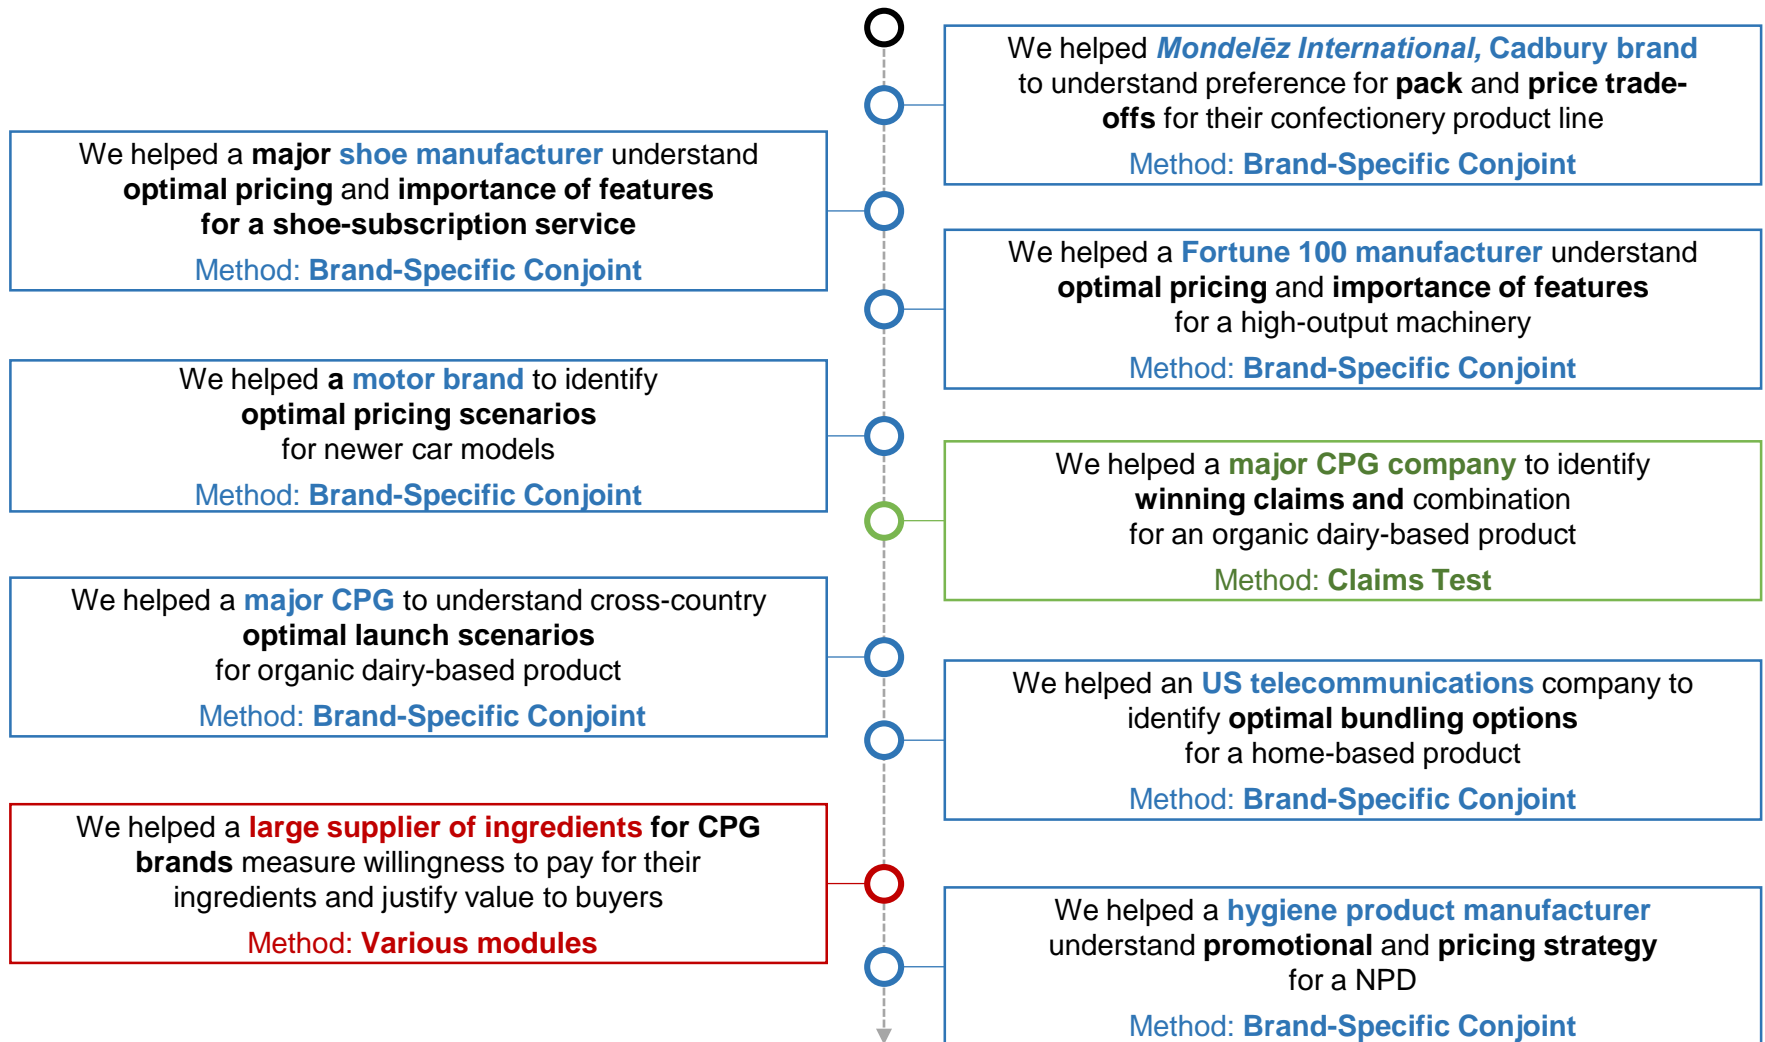 We helped Mondelēz International, Cadbury brand
to understand preference for pack and price trade-
offs for their confectionery product line
Method: Brand-Specific Conjoint
We helped a major shoe manufacturer understand
optimal pricing and importance of features
for a shoe-subscription service
Method: Brand-Specific Conjoint
We helped a Fortune 100 manufacturer understand
optimal pricing and importance of features
for a high-output machinery
Method: Brand-Specific Conjoint
We helped a motor brand to identify
optimal pricing scenarios
for newer car models
Method: Brand-Specific Conjoint
We helped a major CPG company to identify
winning claims and combination
for an organic dairy-based product
Method: Claims Test
We helped a major CPG to understand cross-country
optimal launch scenarios
for organic dairy-based product
Method: Brand-Specific Conjoint
We helped an US telecommunications company to
identify optimal bundling options
for a home-based product
Method: Brand-Specific Conjoint
We helped a large supplier of ingredients for CPG
brands measure willingness to pay for their
ingredients and justify value to buyers
Method: Various modules
We helped a hygiene product manufacturer
understand promotional and pricing strategy
for a NPD
Method: Brand-Specific Conjoint